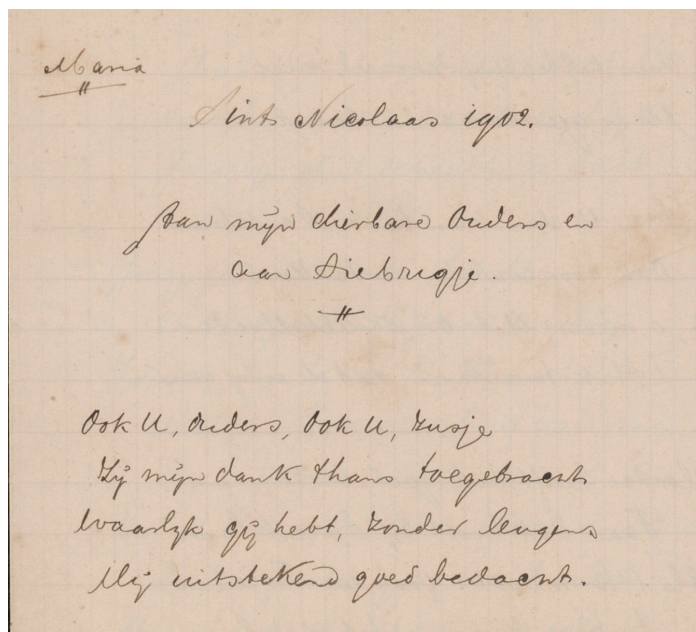 Maria
Sint Nicolaas 1902.
Aan mijn dierbare Ouders en
aan Siebrigje.
Ook U, ouders, Ook U, zusje
Zij mijn dank thans toegebracht
Waarlijk gij hebt, zonder leugens
Mij uitstekend goed bedacht.